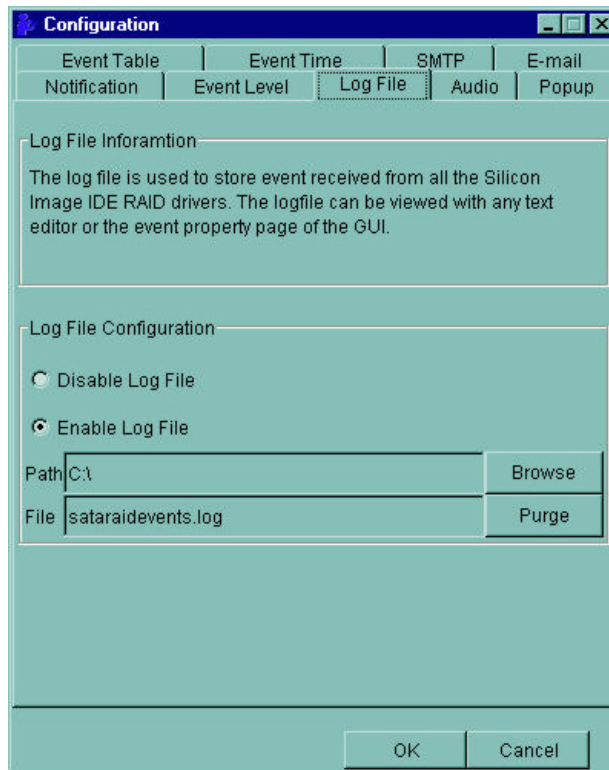 Configuration
Event Table
Event Time
SMTP
E-mail
Notification
Event Level
Log File
Audio
Popup
Log File Inforamtion
The log file is used to store event received from all the Silicon
Image IDE RAID drivers. The logfile can be viewed with any text
editor or the event property page of the GUI.
Log File Configuration
Disable Log File
Enable Log File
Path C:\
Browse
File sataraidevents.log
Purge
OK
Cancel